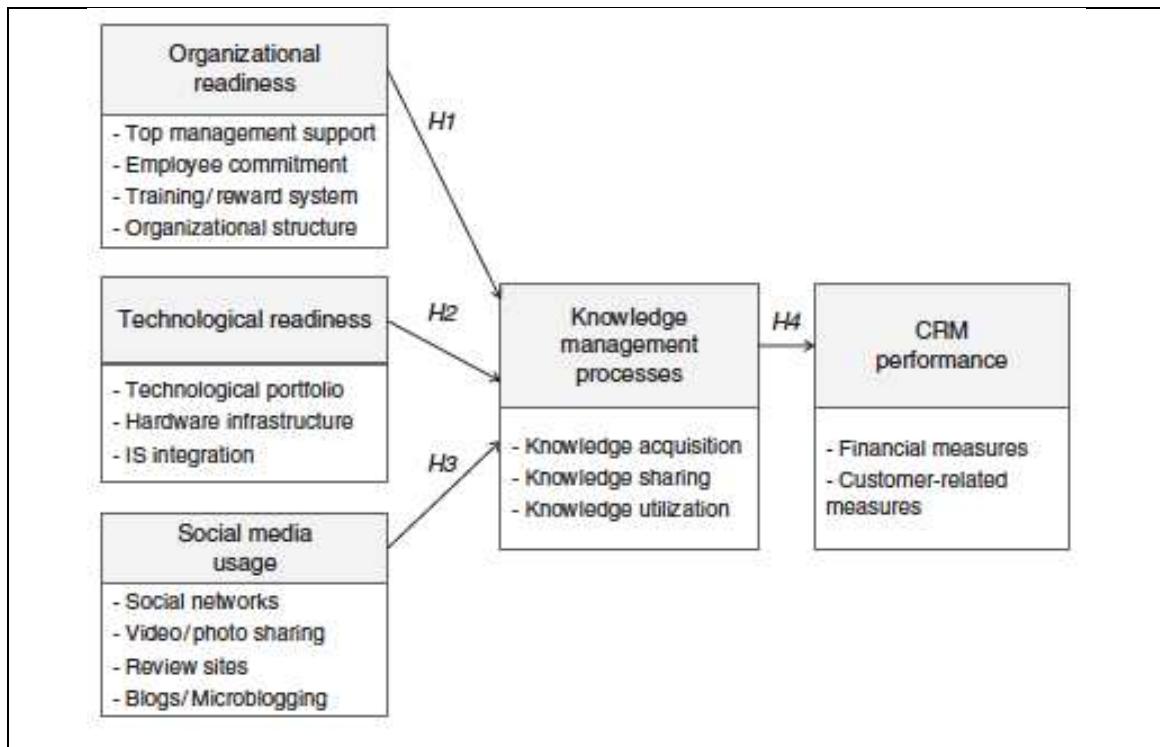 Organizational
readiness
- Top management support
- Employee commitment
- Training/reward system
- Organizational structure
H1
Technological readiness
- Technological portfolio
- Hardware infrastructure
- IS integration
H2
Social media
usage
- Social networks
- Video/photo sharing
- Review sites
- Blogs/Microblogging
H3
Knowledge
management
processes
- Knowledge acquisition
- Knowledge sharing
- Knowledge utilization
H4
CRM
performance
- Financial measures
- Customer-related
measures